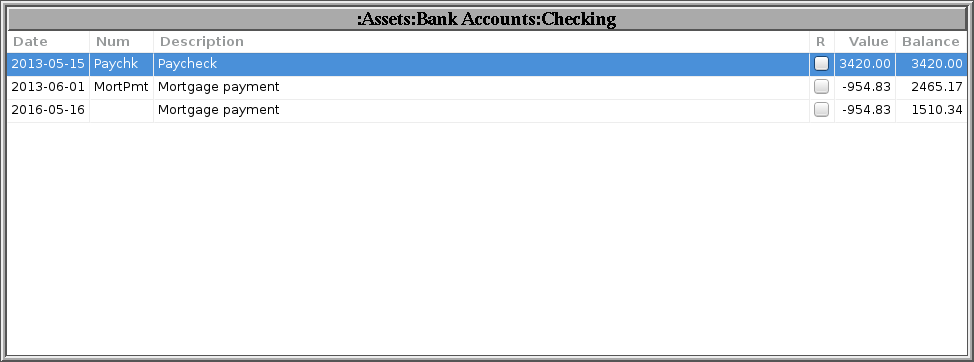 :Assets:Bank Accounts:Checking
Date Num Description R Value Balance
2013-05-15 Paychk Paycheck 3420.00 3420.00
2013-06-01 MortPmt Mortgage payment -954.83 2465.17
2016-05-16 Mortgage payment -954.83 1510.34